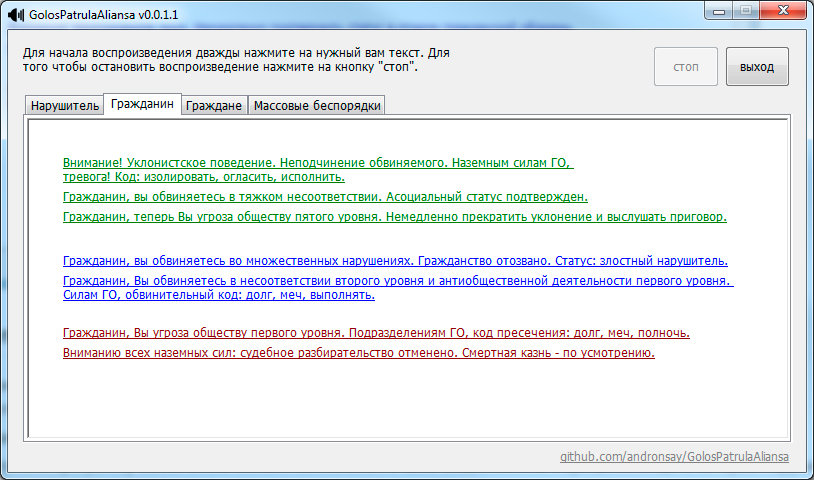 GolosPatrulaAliansa v0.0.1.1
Для начала воспроизведения дважды нажмите на нужный вам текст. Для
того чтобы остановить воспроизведение нажмите на кнопку "стоп".
стоп
выход
Нарушитель
Гражданин
Граждане
Массовые беспорядки
Внимание! Уклонистское поведение. Неподчинение обвиняемого. Наземным силам ГО,
тревога! Код: изолировать, огласить, исполнить.
Гражданин, вы обвиняетесь в тяжком несоответствии. Асоциальный статус подтвержден.
Гражданин, теперь Вы угроза обществу пятого уровня. Немедленно прекратить уклонение и выслушать приговор.
Гражданин, вы обвиняетесь во множественных нарушениях. Гражданство отозвано. Статус: злостный нарушитель.
Гражданин, Вы обвиняетесь в несоответствии второго уровня и антиобщественной деятельности первого уровня.
Силам ГО, обвинительный код: долг, меч, выполнять.
Гражданин, Вы угроза обществу первого уровня. Подразделениям ГО, код пресечения: долг, меч, полночь.
Вниманию всех наземных сил: судебное разбирательство отменено. Смертная казнь - по усмотрению.
github.com/andronsav/GolosPatrulaAliansa